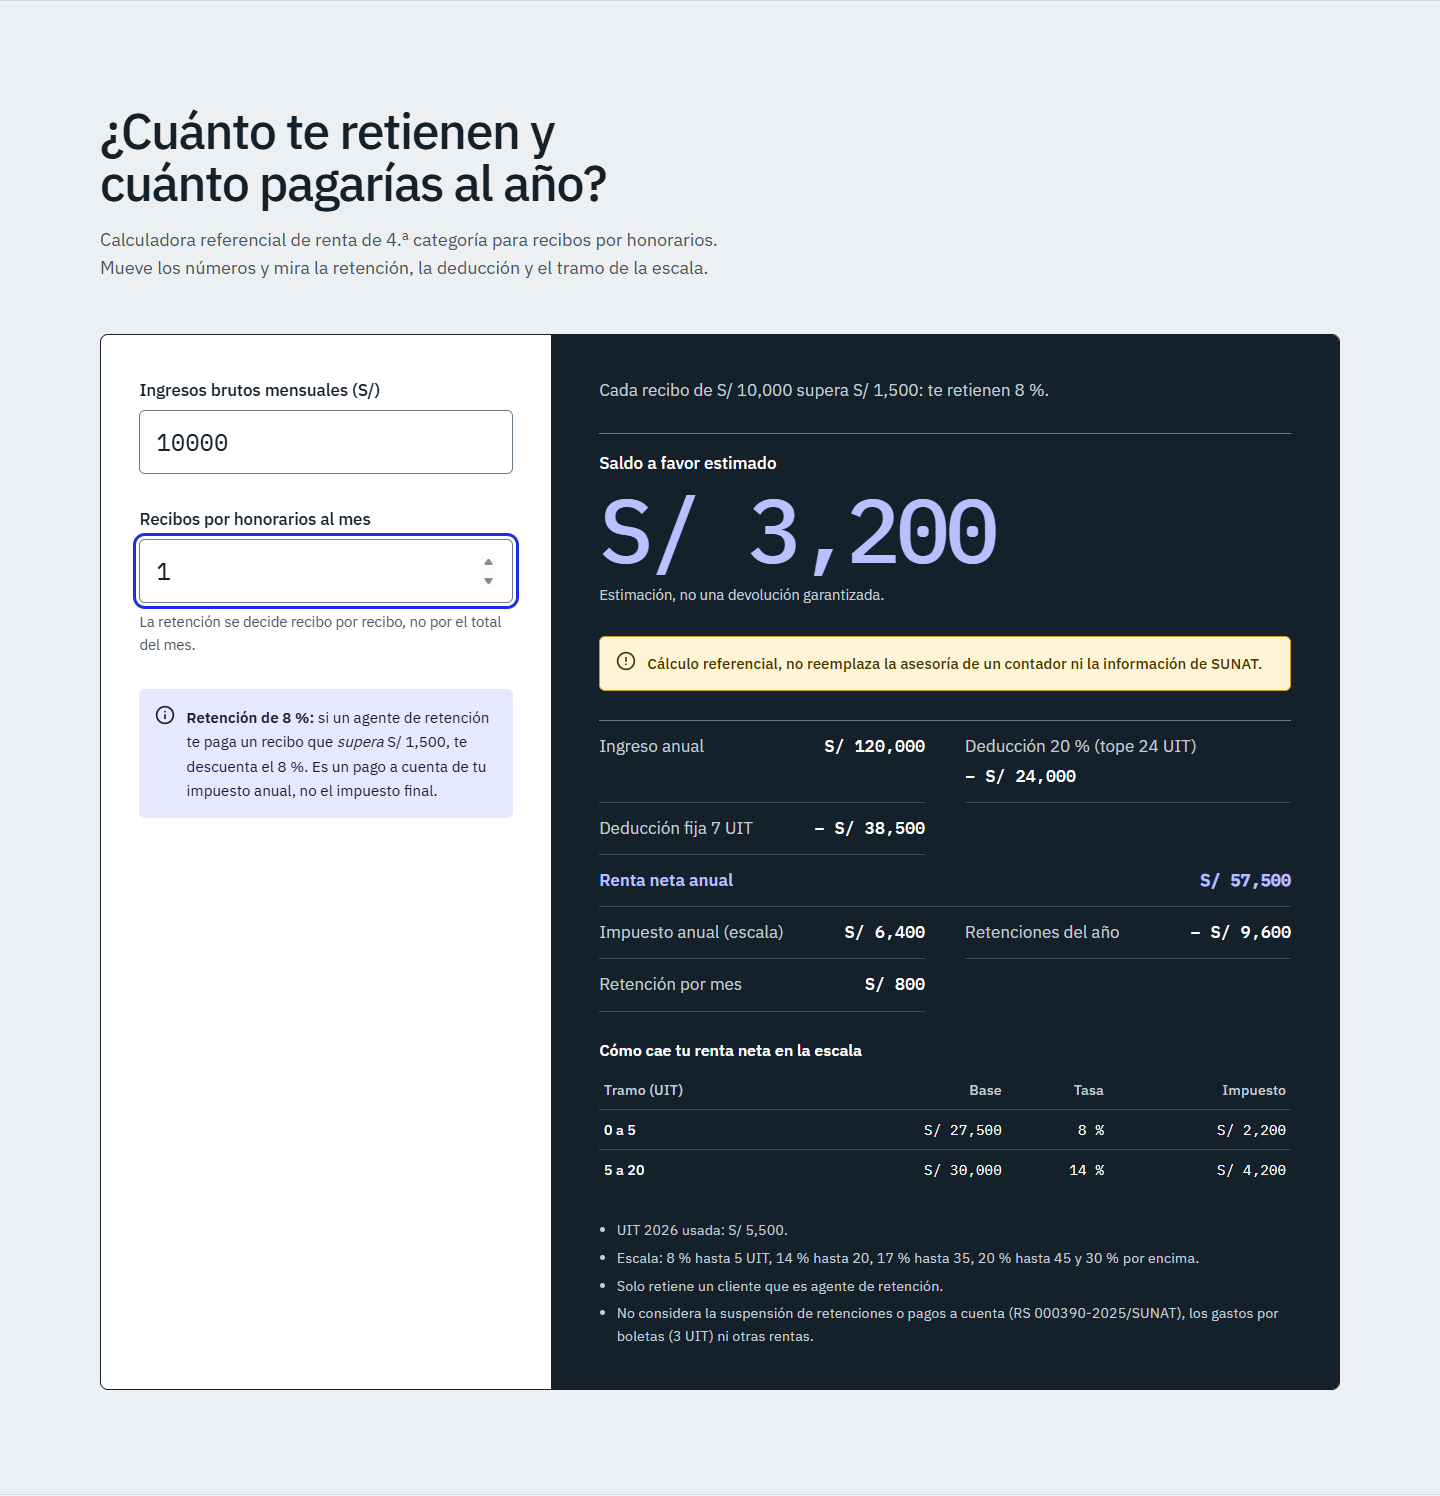 ¿Cuánto te retienen y
cuánto pagarías al año?
Calculadora referencial de renta de 4.ª categoría para recibos por honorarios.
Mueve los números y mira la retención, la deducción y el tramo de la escala.
Ingresos brutos mensuales (S/)
10000
Recibos por honorarios al mes
1
La retención se decide recibo por recibo, no por el total
del mes.
Retención de 8 %: si un agente de retención
te paga un recibo que supera S/ 1,500, te
descuenta el 8 %. Es un pago a cuenta de tu
impuesto anual, no el impuesto final.
Cada recibo de S/ 10,000 supera S/ 1,500: te retienen 8 %.
Saldo a favor estimado
S/ 3,200
Estimación, no una devolución garantizada.
Cálculo referencial, no reemplaza la asesoría de un contador ni la información de SUNAT.
Ingreso anual S/ 120,000
Deducción 20 % (tope 24 UIT)
− S/ 24,000
Deducción fija 7 UIT − S/ 38,500
Renta neta anual S/ 57,500
Impuesto anual (escala) S/ 6,400
Retenciones del año − S/ 9,600
Retención por mes S/ 800
Cómo cae tu renta neta en la escala
Tramo (UIT) Base Tasa Impuesto
0 a 5 S/ 27,500 8 % S/ 2,200
5 a 20 S/ 30,000 14 % S/ 4,200
• UIT 2026 usada: S/ 5,500.
• Escala: 8 % hasta 5 UIT, 14 % hasta 20, 17 % hasta 35, 20 % hasta 45 y 30 % por encima.
• Solo retiene un cliente que es agente de retención.
• No considera la suspensión de retenciones o pagos a cuenta (RS 000390-2025/SUNAT), los gastos por
boletas (3 UIT) ni otras rentas.